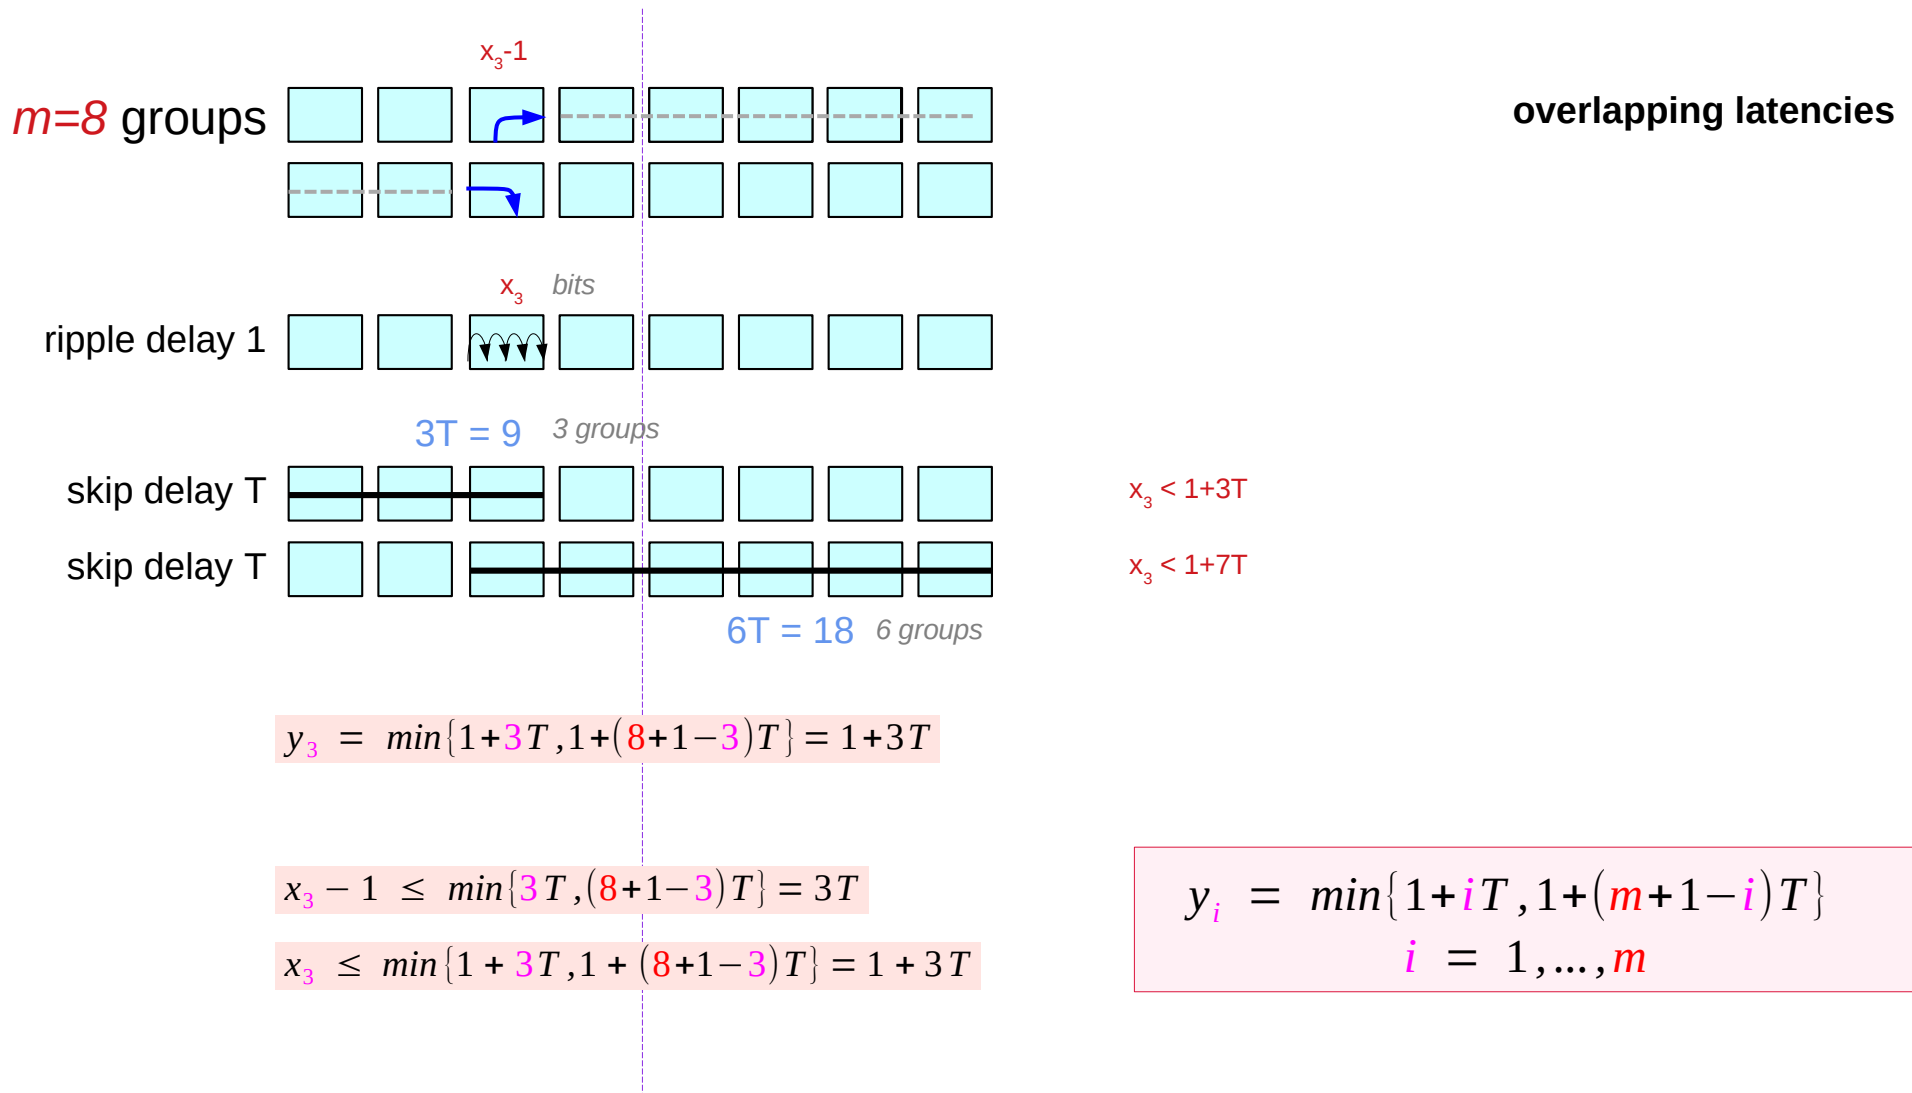 x₃-1
m=8 groups
overlapping latencies
x₃ bits
ripple delay 1
3T = 9 3 groups
skip delay T
x₃ < 1+3T
skip delay T
x₃ < 1+7T
6T = 18 6 groups
y₃ = min{1+3T,1+(8+1−3)T}=1+3T
x₃ − 1 ≤ min{3T,(8+1−3)T}=3T
x₃ ≤ min{1+3T,1+(8+1−3)T}=1+3T
yᵢ = min{1+iT,1+(m+1−i)T}
i = 1,...,m